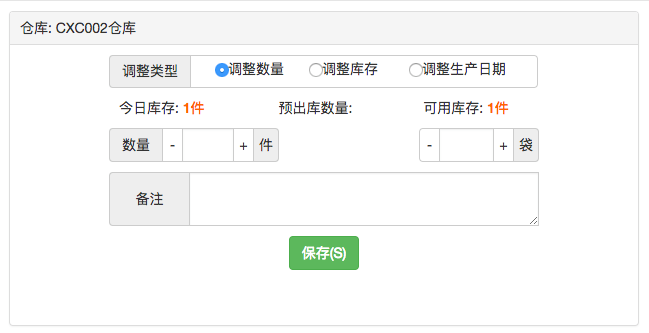 仓库: CXC002仓库
调整类型 调整数量 调整库存 调整生产日期
今日库存: 1件 预出库数量: 可用库存: 1件
数量 - + 件 - + 袋
备注
保存(S)